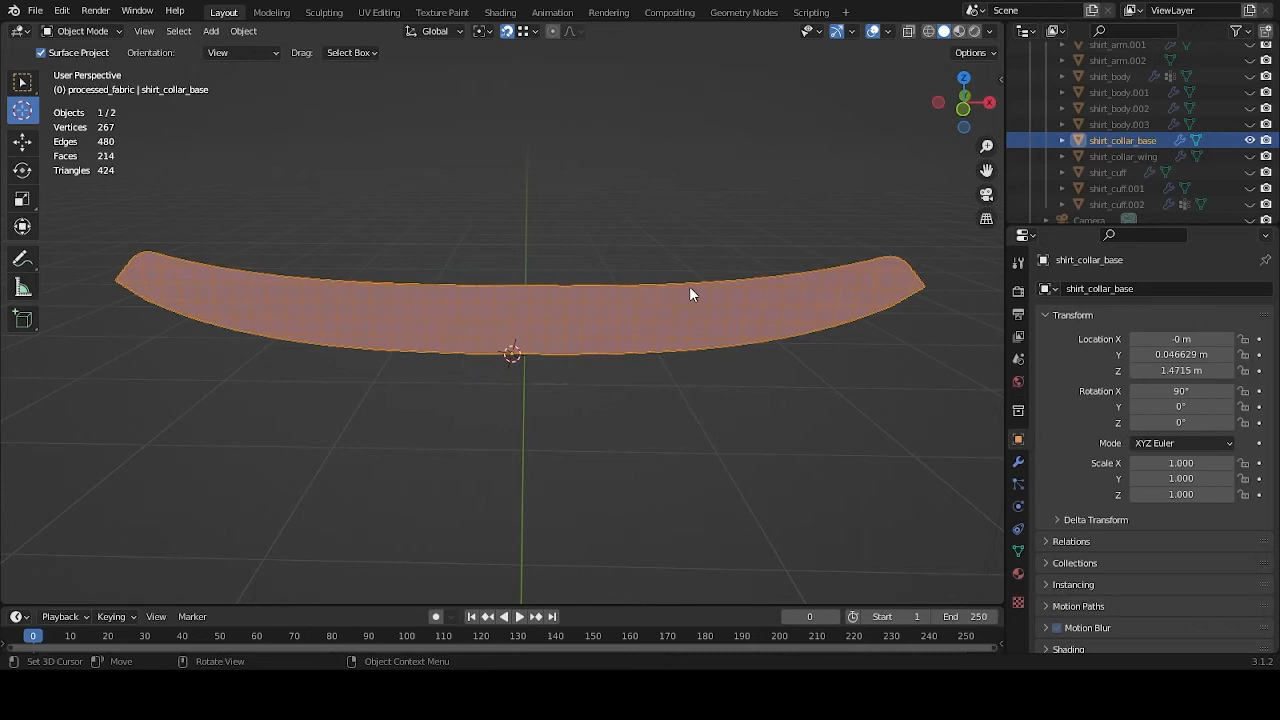 File Edit Render Window Help Layout Modeling Sculpting UV Editing Texture Paint Shading Animation Rendering Compositing Geometry Nodes Scripting + Scene ViewLayer
Object Mode View Select Add Object Global
Surface Project Orientation: View Drag: Select Box Options
User Perspective
(0) processed_fabric | shirt_collar_base
Objects 1/2
Vertices 267
Edges 480
Faces 214
Triangles 424
Z
X
Y
shirt_arm.001
shirt_arm.002
shirt_body
shirt_body.001
shirt_body.002
shirt_body.003
shirt_collar_base
shirt_collar_wing
shirt_cuff
shirt_cuff.001
shirt_cuff.002
Camera
shirt_collar_base
shirt_collar_base
Transform
Location X -0 m
Y 0.046629 m
Z 1.4715 m
Rotation X 90°
Y 0°
Z 0°
Mode XYZ Euler
Scale X 1.000
Y 1.000
Z 1.000
Delta Transform
Relations
Collections
Instancing
Motion Paths
Motion Blur
Shading
Playback Keying View Marker 0 Start 1 End 250
0 10 20 30 40 50 60 70 80 90 100 110 120 130 140 150 160 170 180 190 200 210 220 230 240 250
Set 3D Cursor Move Rotate View Object Context Menu 3.1.2